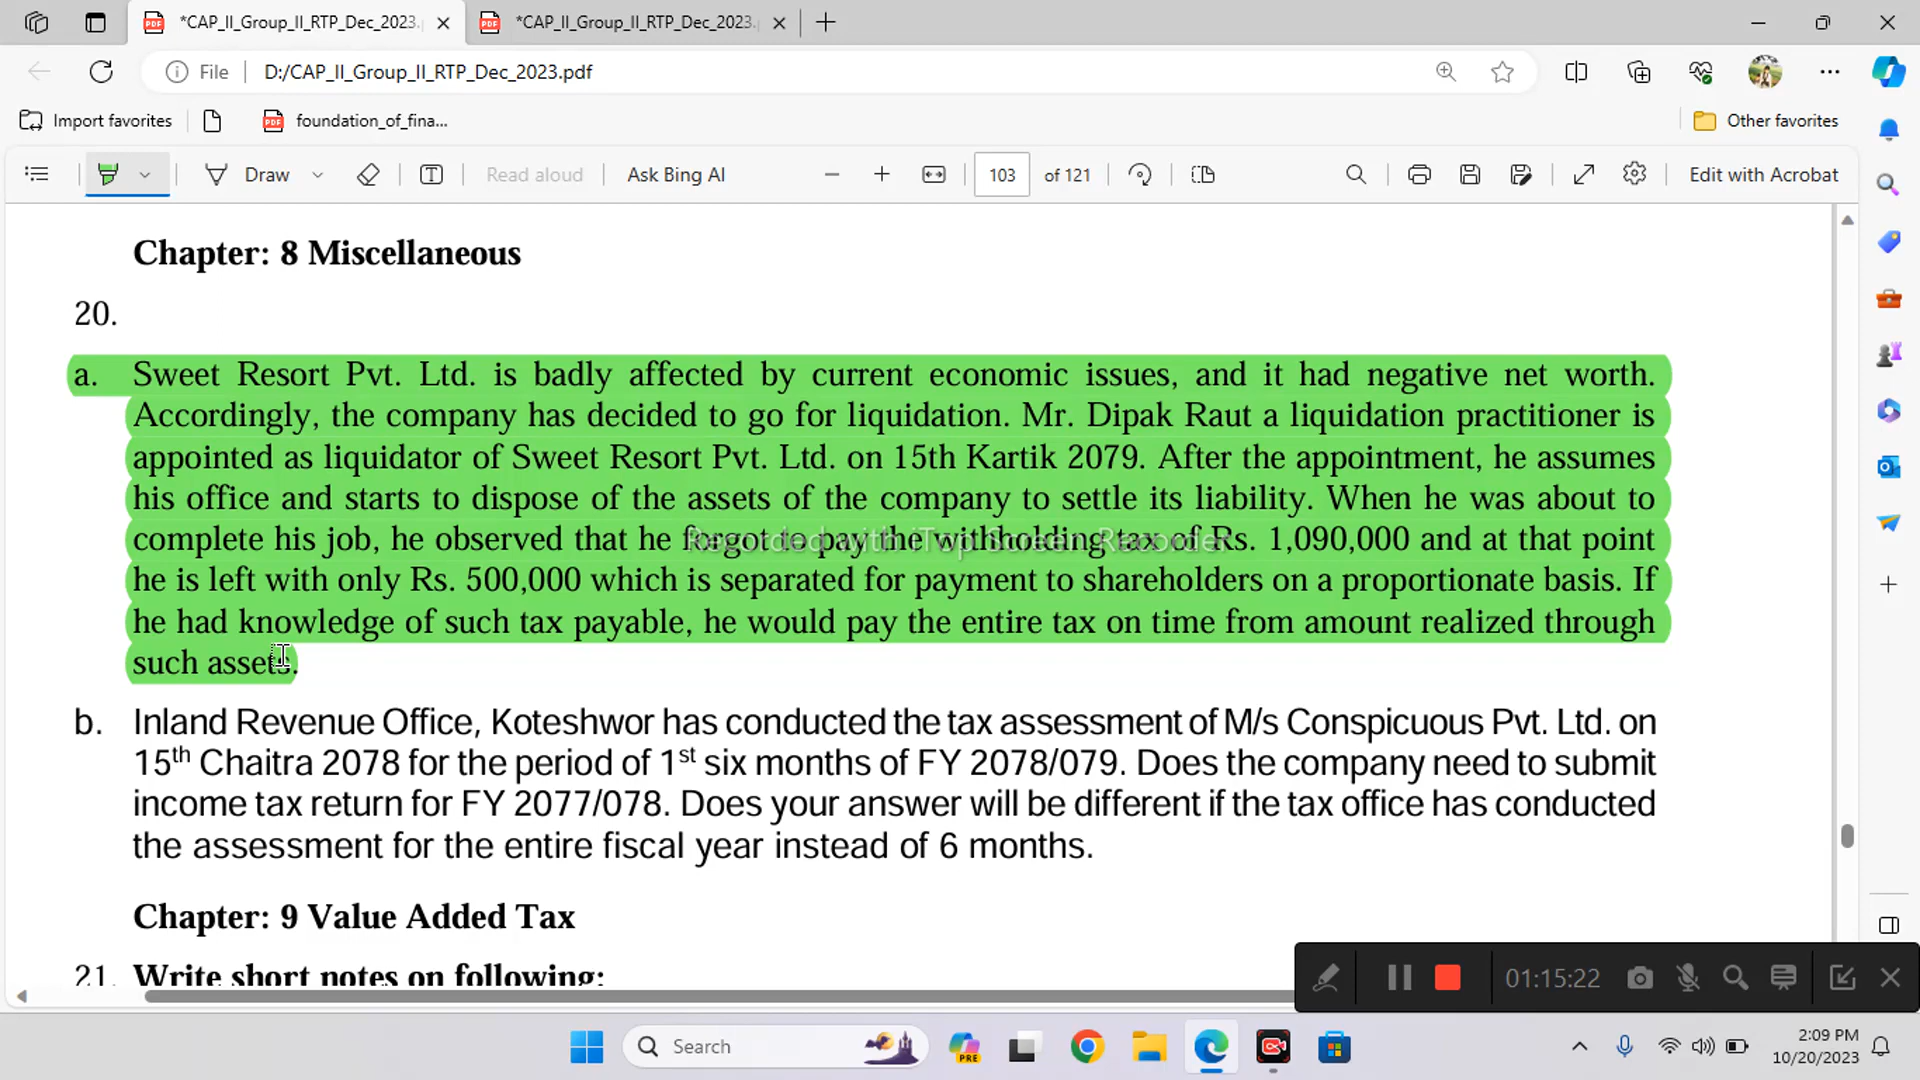 *CAP_II_Group_II_RTP_Dec_2023.
*CAP_II_Group_II_RTP_Dec_2023.
File
D:/CAP_II_Group_II_RTP_Dec_2023.pdf
Import favorites
foundation_of_fina...
Other favorites
Draw
Read aloud
Ask Bing AI
103
of 121
Edit with Acrobat
Chapter: 8 Miscellaneous
20.
a. Sweet Resort Pvt. Ltd. is badly affected by current economic issues, and it had negative net worth.
Accordingly, the company has decided to go for liquidation. Mr. Dipak Raut a liquidation practitioner is
appointed as liquidator of Sweet Resort Pvt. Ltd. on 15th Kartik 2079. After the appointment, he assumes
his office and starts to dispose of the assets of the company to settle its liability. When he was about to
complete his job, he observed that he forgot to pay the withholding tax of Rs. 1,090,000 and at that point
Recorded with iTop Screen Recorder
he is left with only Rs. 500,000 which is separated for payment to shareholders on a proportionate basis. If
he had knowledge of such tax payable, he would pay the entire tax on time from amount realized through
such assets.
b. Inland Revenue Office, Koteshwor has conducted the tax assessment of M/s Conspicuous Pvt. Ltd. on
15th Chaitra 2078 for the period of 1st six months of FY 2078/079. Does the company need to submit
income tax return for FY 2077/078. Does your answer will be different if the tax office has conducted
the assessment for the entire fiscal year instead of 6 months.
Chapter: 9 Value Added Tax
21. Write short notes on following:
01:15:22
Search
PRE
2:09 PM
10/20/2023